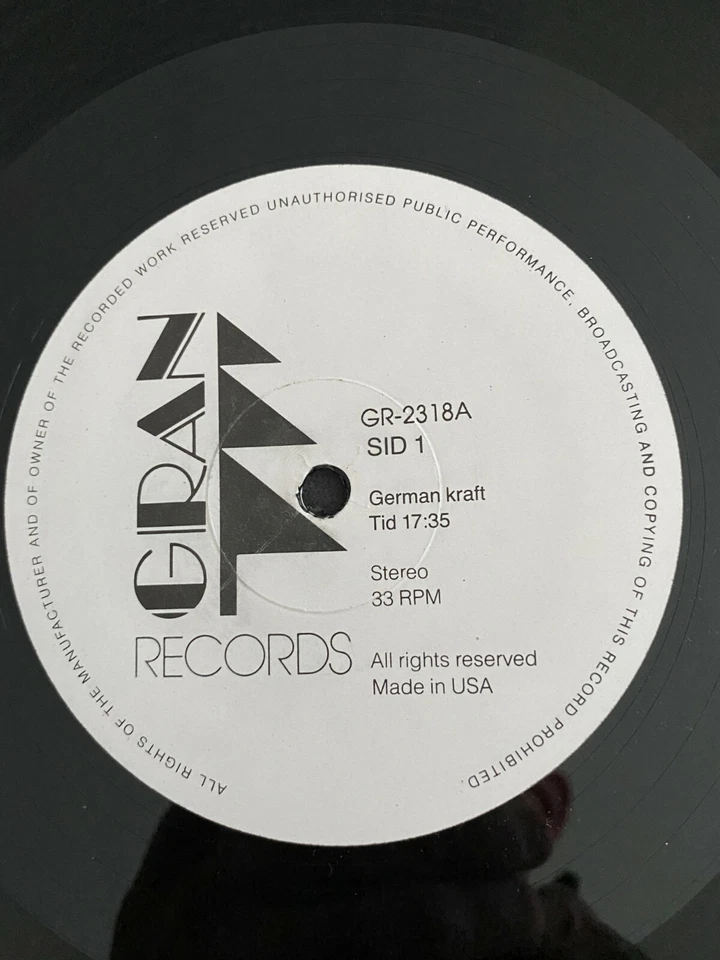 ALL RIGHTS OF THE MANUFACTURER AND OF OWNER OF THE RECORDED WORK RESERVED UNAUTHORISED PUBLIC PERFORMANCE, BROADCASTING AND COPYING OF THIS RECORD PROHIBITED.
GRAN
RECORDS
GR-2318A
SID 1
German kraft
Tid 17:35
Stereo
33 RPM
All rights reserved
Made in USA